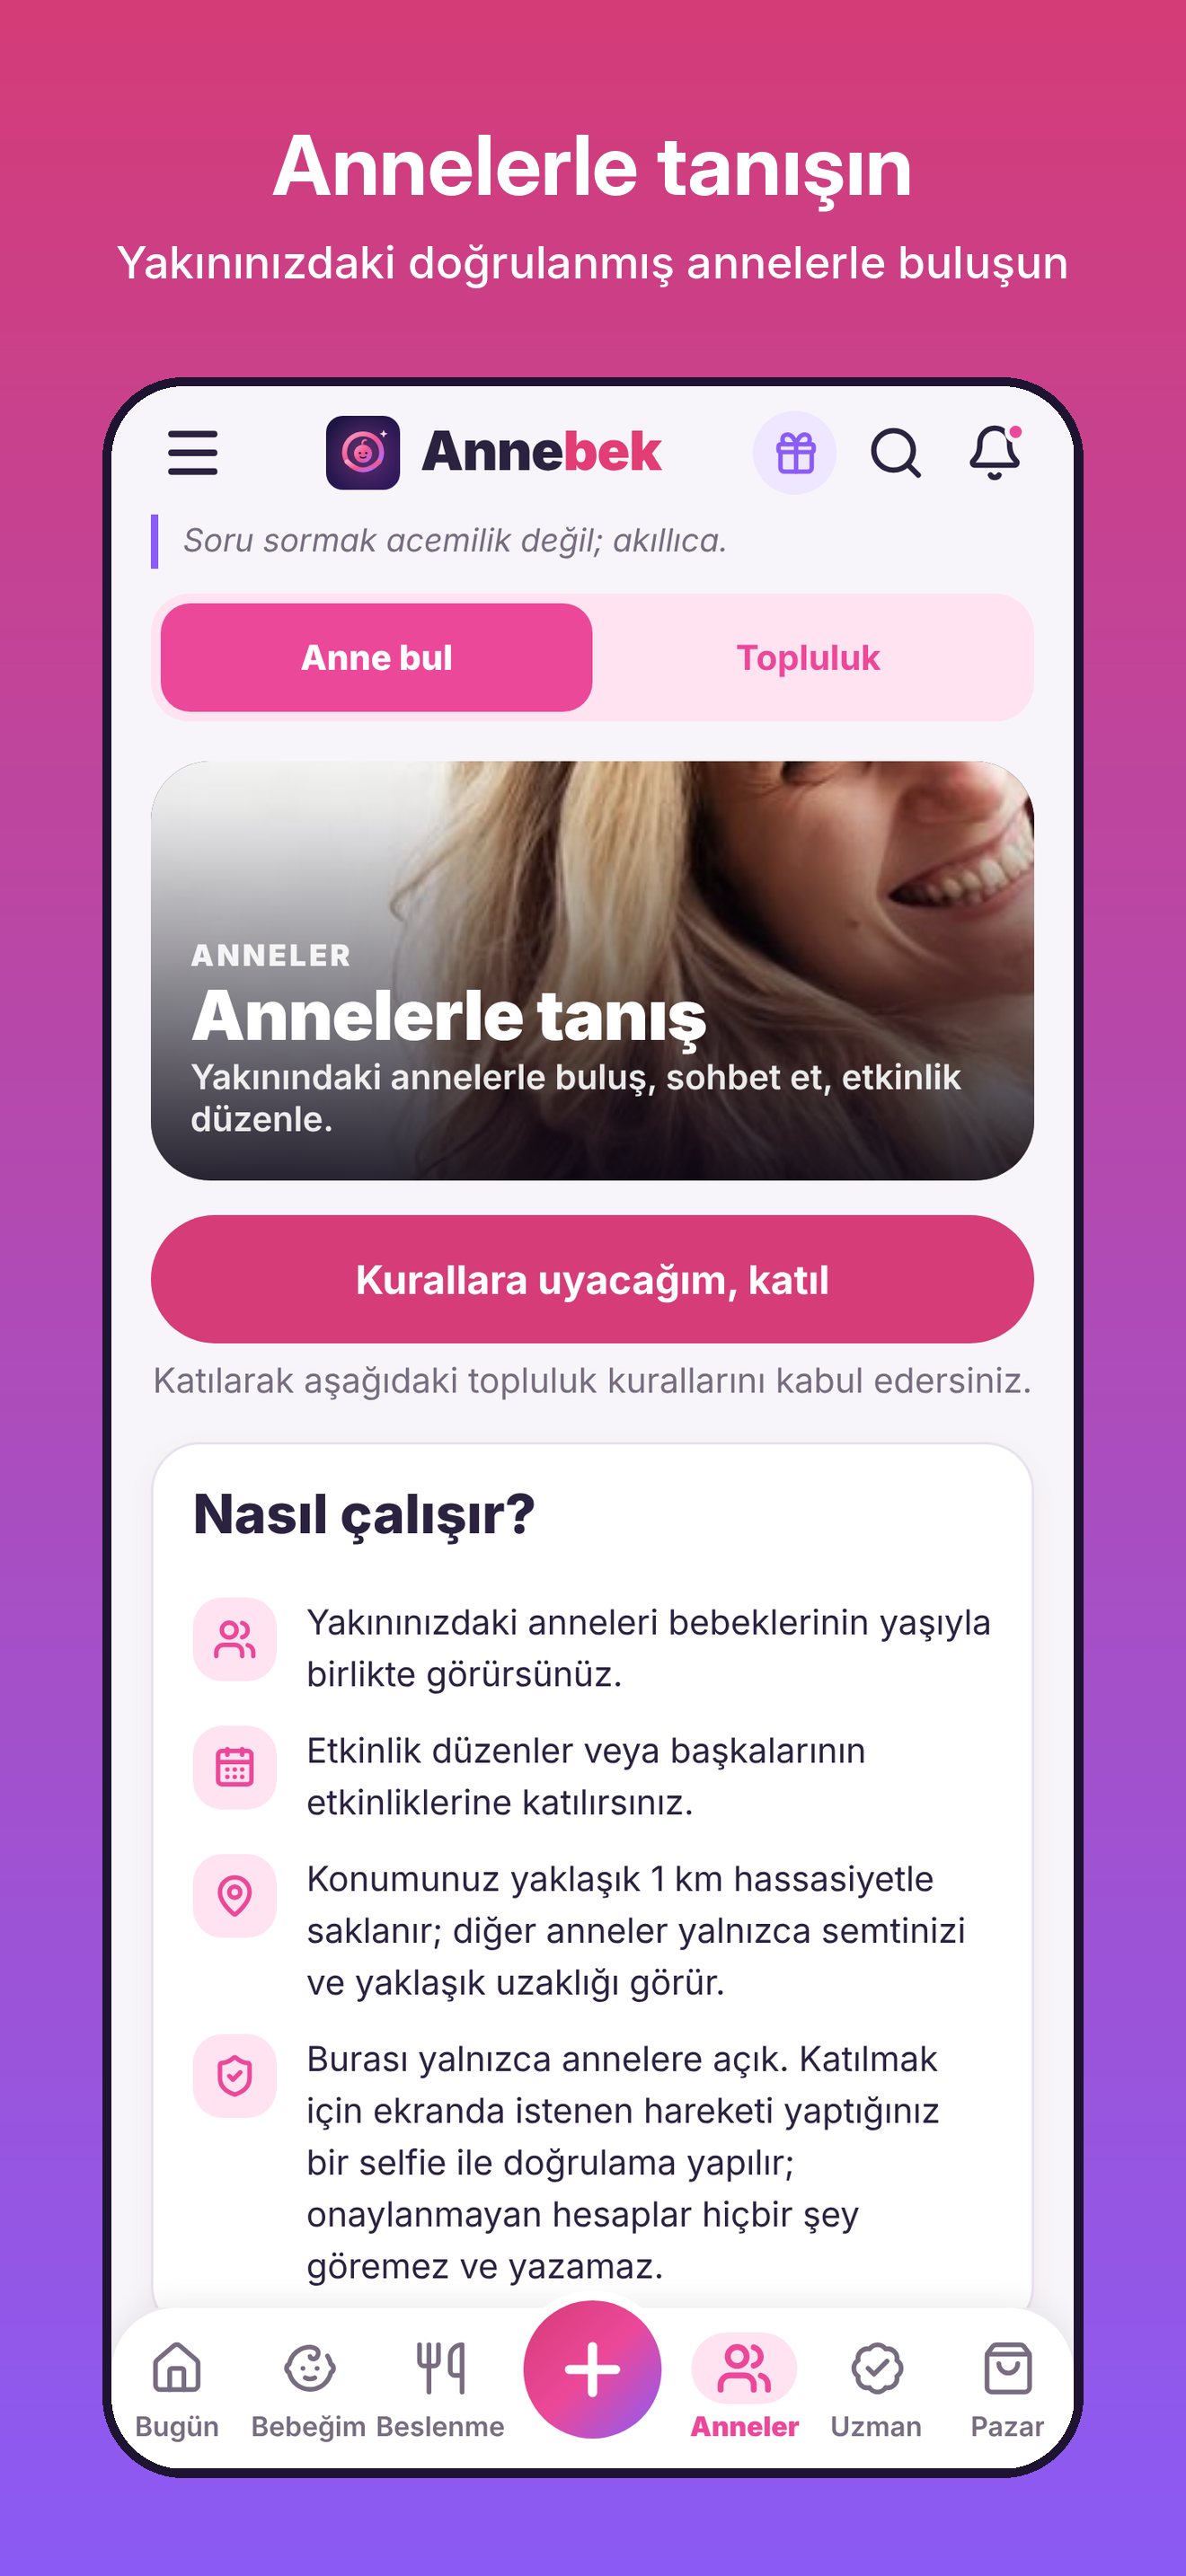 Annelerle tanışın
Yakınınızdaki doğrulanmış annelerle buluşun
Annebek
Soru sormak acemilik değil; akıllıca.
Anne bul
Topluluk
ANNELER
Annelerle tanış
Yakınındaki annelerle buluş, sohbet et, etkinlik
düzenle.
Kurallara uyacağım, katıl
Katılarak aşağıdaki topluluk kurallarını kabul edersiniz.
Nasıl çalışır?
Yakınınızdaki anneleri bebeklerinin yaşıyla
birlikte görürsünüz.
Etkinlik düzenler veya başkalarının
etkinliklerine katılırsınız.
Konumunuz yaklaşık 1 km hassasiyetle
saklanır; diğer anneler yalnızca semtinizi
ve yaklaşık uzaklığı görür.
Burası yalnızca annelere açık. Katılmak
için ekranda istenen hareketi yaptığınız
bir selfie ile doğrulama yapılır;
onaylanmayan hesaplar hiçbir şey
göremez ve yazamaz.
Bugün
Bebeğim
Beslenme
Anneler
Uzman
Pazar